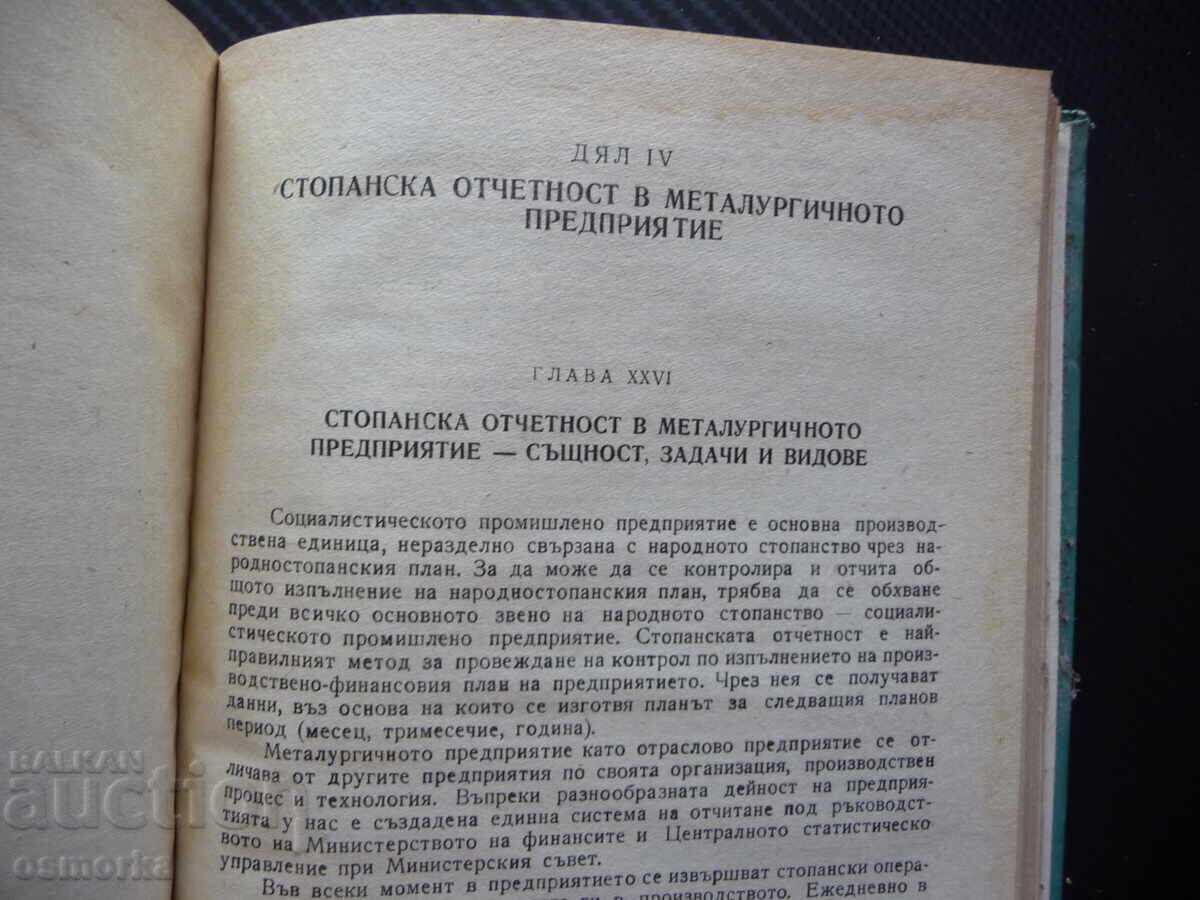 ДЯЛ IV
СТОПАНСКА ОТЧЕТНОСТ В МЕТАЛУРГИЧНОТО
ПРЕДПРИЯТИЕ
ГЛАВА XXVI
СТОПАНСКА ОТЧЕТНОСТ В МЕТАЛУРГИЧНОТО
ПРЕДПРИЯТИЕ — СЪЩНОСТ, ЗАДАЧИ И ВИДОВЕ
Социалистическото промишлено предприятие е основна производ-
ствена единица, неразделно свързана с народното стопанство чрез на-
родностопанския план. За да може да се контролира и отчита об-
щото изпълнение на народностопанския план, трябва да се обхване
преди всичко основното звено на народното стопанство — социали-
стическото промишлено предприятие. Стопанската отчетност е най-
правилният метод за провеждане на контрол по изпълнението на произ-
водствено-финансовия план на предприятието. Чрез нея се получават
данни, въз основа на които се изготвя планът за следващия планов
период (месец, тримесечие, година).
Металургичното предприятие като отраслово предприятие се от-
личава от другите предприятия по своята организация, производствен
процес и технология. Въпреки разнообразната дейност на предприя-
тията у нас е създадена единна система на отчитане под ръководст-
вото на Министерството на финансите и Централното статистическо
управление при Министерския съвет.
Във всеки момент в предприятието се извършват стопански опера-
в производството. Ежедневно в
BALKAN
auction
osmorka